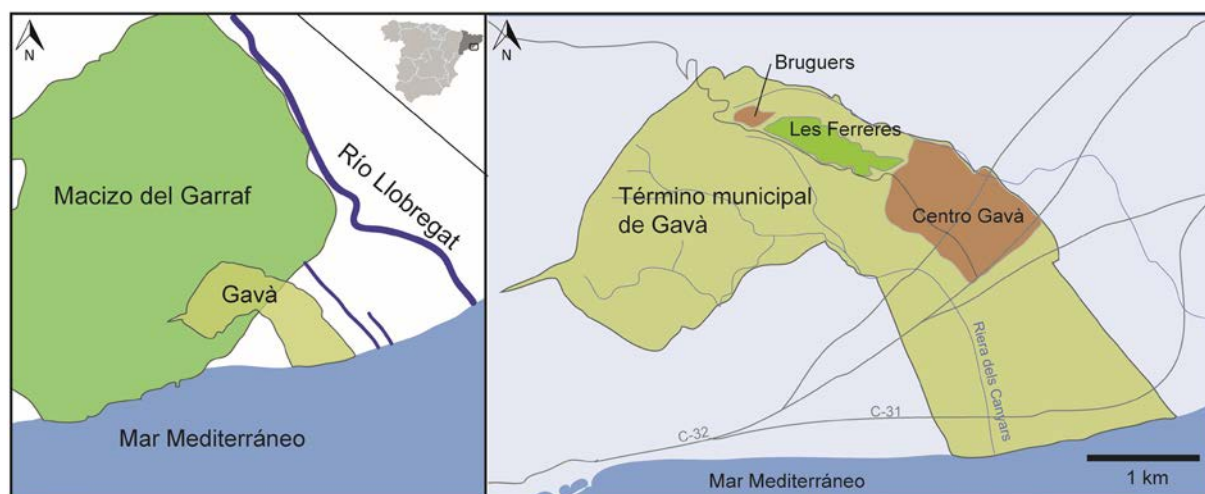 N
Macizo del Garraf
Río Llobregat
Gavà
Mar Mediterráneo
N
Bruguers
Les Ferreres
Término municipal
de Gavà
Centro Gavà
Riera dels Canyars
C-31
C-32
Mar Mediterráneo
1 km